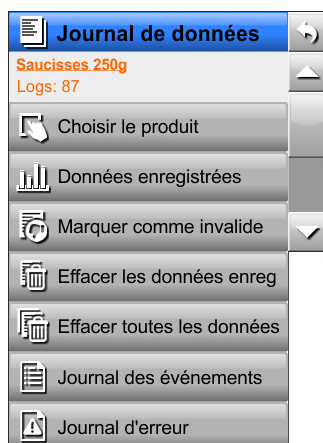 Journal de données
Saucisses 250g
Logs: 87
Choisir le produit
Données enregistrées
Marquer comme invalide
Effacer les données enreg
Effacer toutes les données
Journal des événements
Journal d'erreur